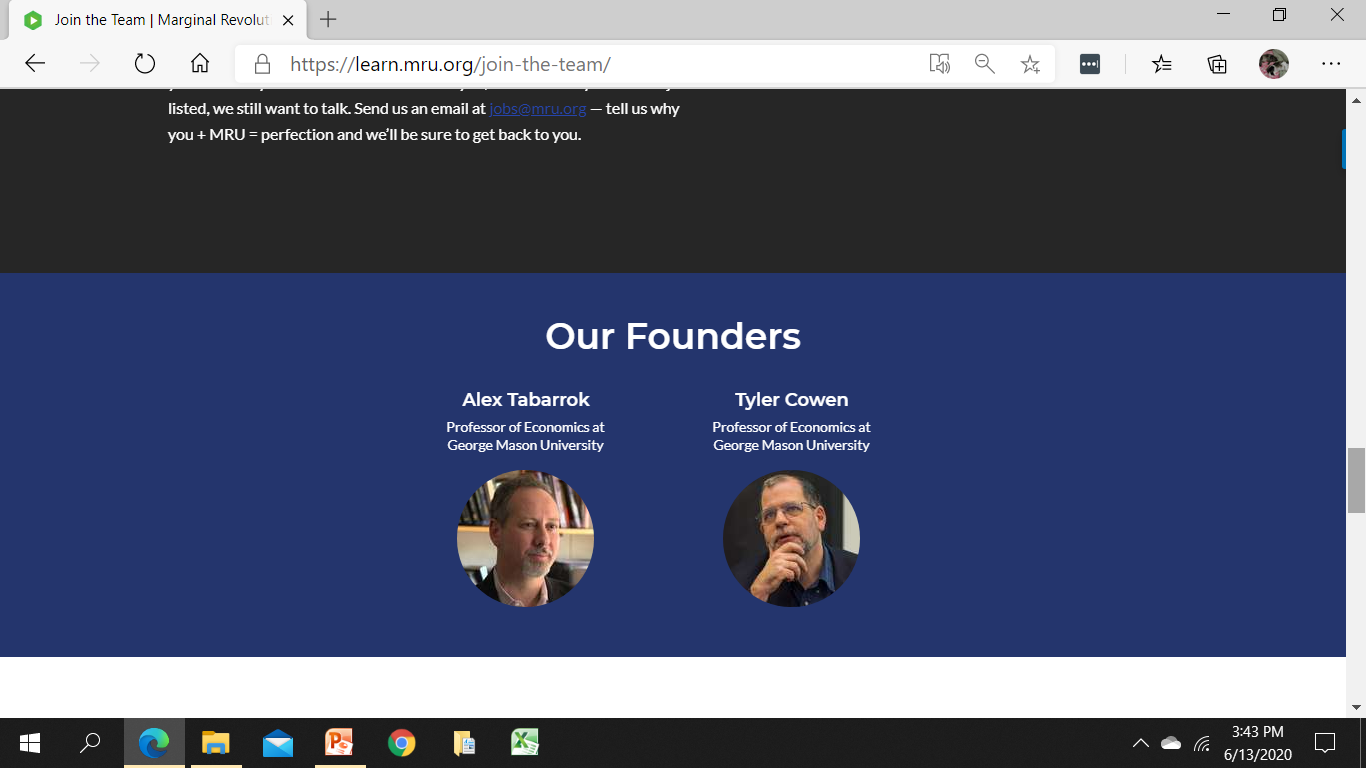 Join the Team | Marginal Revolut
https://learn.mru.org/join-the-team/
listed, we still want to talk. Send us an email at jobs@mru.org — tell us why
you + MRU = perfection and we'll be sure to get back to you.
Our Founders
Alex Tabarrok
Professor of Economics at
George Mason University
Tyler Cowen
Professor of Economics at
George Mason University
3:43 PM
6/13/2020